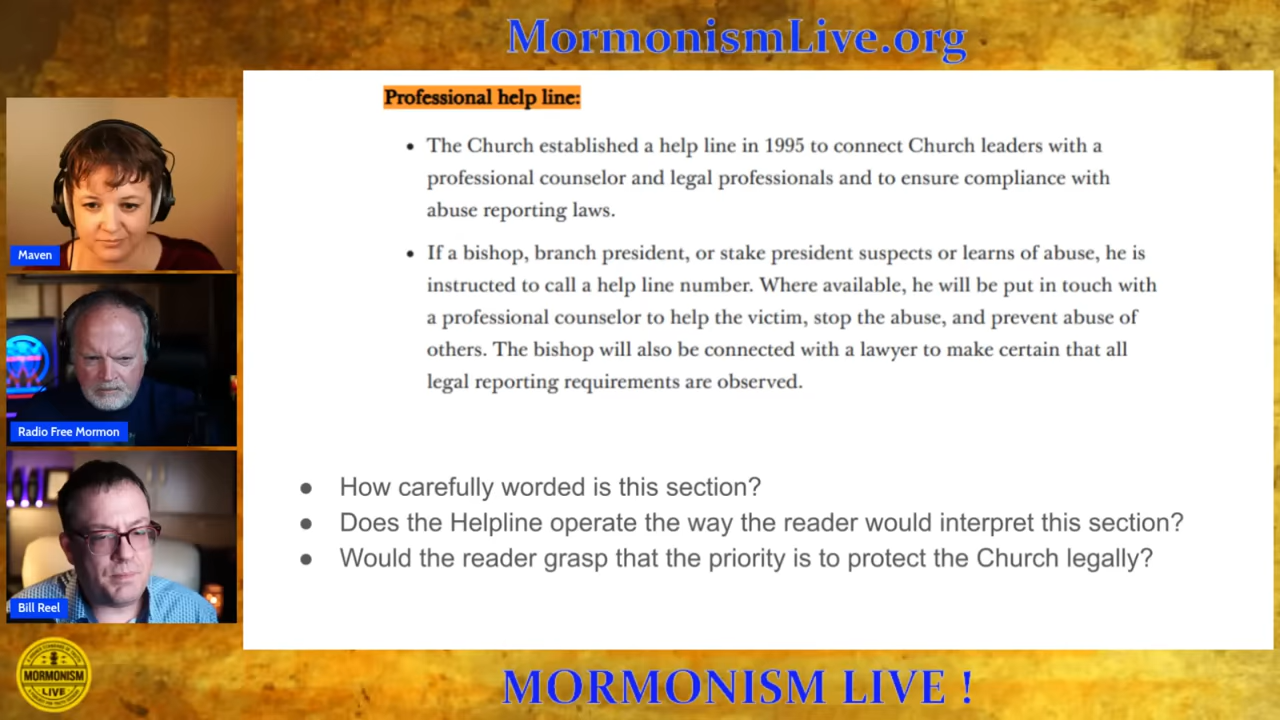 MormonismLive.org
Professional help line:
• The Church established a help line in 1995 to connect Church leaders with a
professional counselor and legal professionals and to ensure compliance with
abuse reporting laws.
• If a bishop, branch president, or stake president suspects or learns of abuse, he is
instructed to call a help line number. Where available, he will be put in touch with
a professional counselor to help the victim, stop the abuse, and prevent abuse of
others. The bishop will also be connected with a lawyer to make certain that all
legal reporting requirements are observed.
● How carefully worded is this section?
● Does the Helpline operate the way the reader would interpret this section?
● Would the reader grasp that the priority is to protect the Church legally?
Maven
Radio Free Mormon
Bill Reel
MORMONISM
LIVE
MORMONISM LIVE !